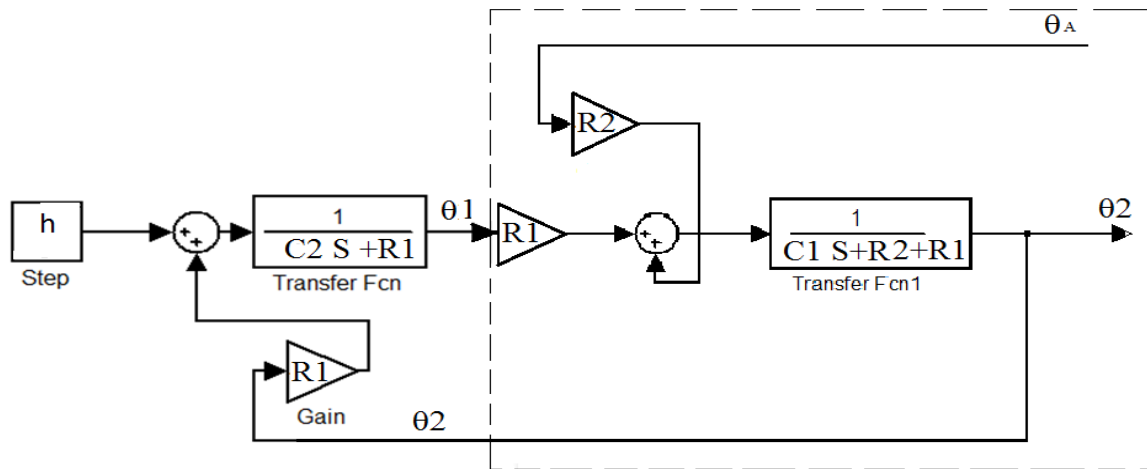 θA
R2
h
+
+
1
C2 S +R1
θ1
R1
+
+
1
C1 S+R2+R1
θ2
Step
Transfer Fcn
Transfer Fcn1
R1
Gain
θ2